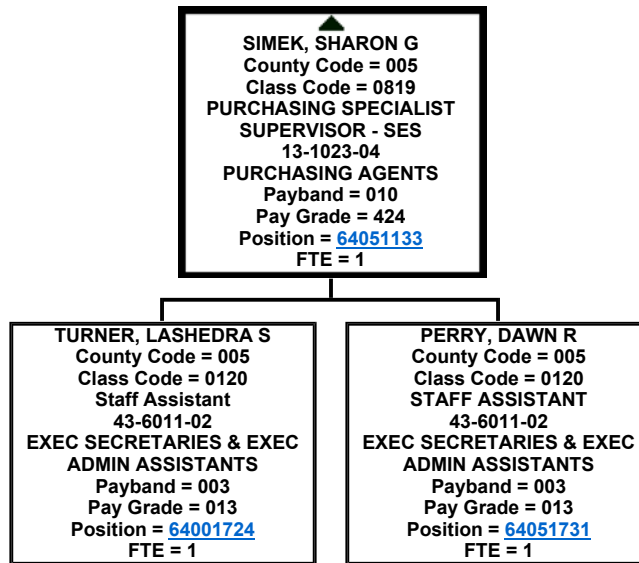 SIMEK, SHARON G
County Code = 005
Class Code = 0819
PURCHASING SPECIALIST
SUPERVISOR - SES
13-1023-04
PURCHASING AGENTS
Payband = 010
Pay Grade = 424
Position = 64051133
FTE = 1
TURNER, LASHEDRA S
County Code = 005
Class Code = 0120
Staff Assistant
43-6011-02
EXEC SECRETARIES & EXEC
ADMIN ASSISTANTS
Payband = 003
Pay Grade = 013
Position = 64001724
FTE = 1
PERRY, DAWN R
County Code = 005
Class Code = 0120
STAFF ASSISTANT
43-6011-02
EXEC SECRETARIES & EXEC
ADMIN ASSISTANTS
Payband = 003
Pay Grade = 013
Position = 64051731
FTE = 1